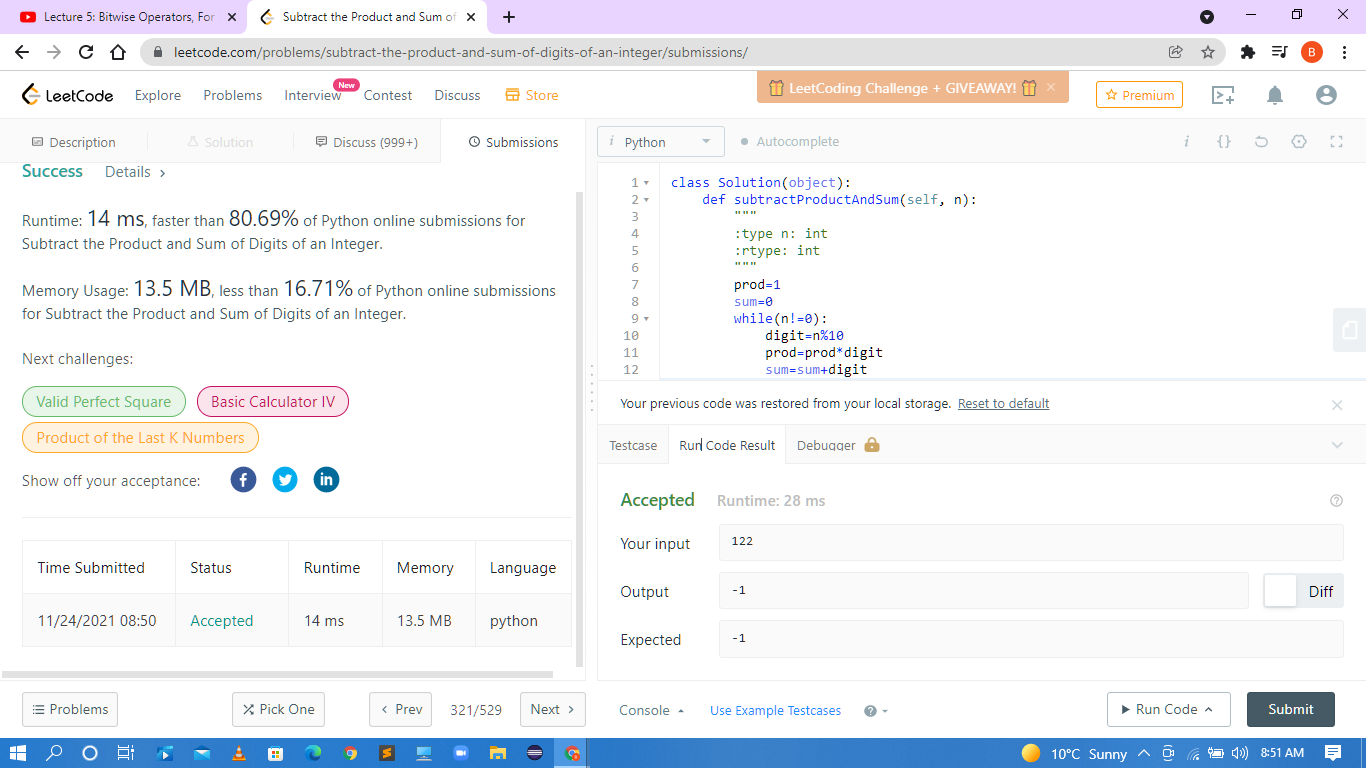 Lecture 5: Bitwise Operators, For
Subtract the Product and Sum of
leetcode.com/problems/subtract-the-product-and-sum-of-digits-of-an-integer/submissions/
B
LeetCode
Explore
Problems
Interview
New
Contest
Discuss
Store
LeetCoding Challenge + GIVEAWAY!
Premium
Description
Solution
Discuss (999+)
Submissions
Success
Details
Runtime: 14 ms, faster than 80.69% of Python online submissions for
Subtract the Product and Sum of Digits of an Integer.
Memory Usage: 13.5 MB, less than 16.71% of Python online submissions
for Subtract the Product and Sum of Digits of an Integer.
Next challenges:
Valid Perfect Square
Basic Calculator IV
Product of the Last K Numbers
Show off your acceptance:
Time Submitted Status Runtime Memory Language
11/24/2021 08:50 Accepted 14 ms 13.5 MB python
Problems
Pick One
Prev
321/529
Next
i Python
Autocomplete
1 class Solution(object):
2 def subtractProductAndSum(self, n):
3 """
4 :type n: int
5 :rtype: int
6 """
7 prod=1
8 sum=0
9 while(n!=0):
10 digit=n%10
11 prod=prod*digit
12 sum=sum+digit
Your previous code was restored from your local storage. Reset to default
Testcase
Run Code Result
Debugger
Accepted Runtime: 28 ms
Your input 122
Output -1
Diff
Expected -1
Console
Use Example Testcases
Run Code
Submit
10°C Sunny
8:51 AM